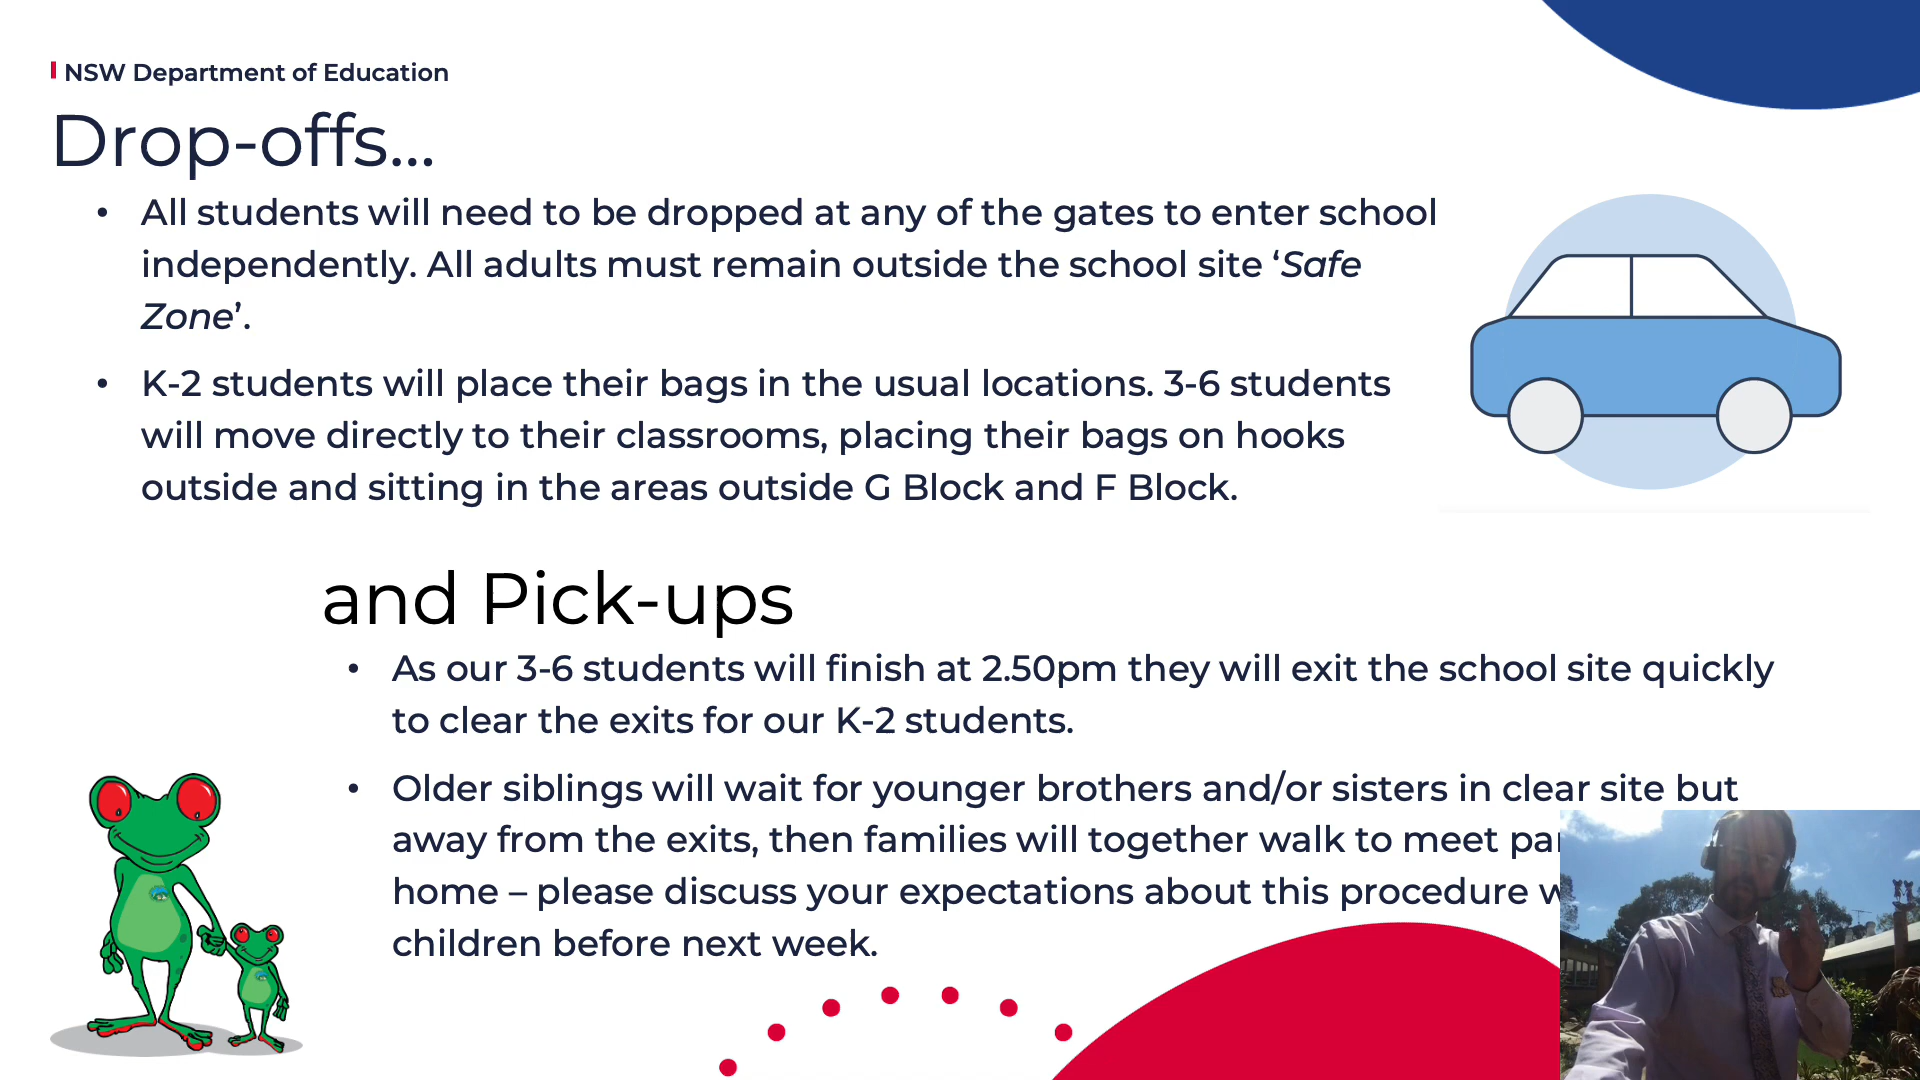 NSW Department of Education
Drop-offs...
• All students will need to be dropped at any of the gates to enter school
independently. All adults must remain outside the school site ‘Safe
Zone’.
• K-2 students will place their bags in the usual locations. 3-6 students
will move directly to their classrooms, placing their bags on hooks
outside and sitting in the areas outside G Block and F Block.
and Pick-ups
• As our 3-6 students will finish at 2.50pm they will exit the school site quickly
to clear the exits for our K-2 students.
• Older siblings will wait for younger brothers and/or sisters in clear site but
away from the exits, then families will together walk to meet
home – please discuss your expectations about this procedure
children before next week.